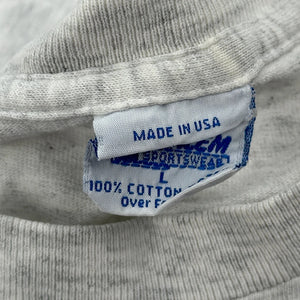 MADE IN USA
SPORTSWEAR
L
100% COTTON
Over